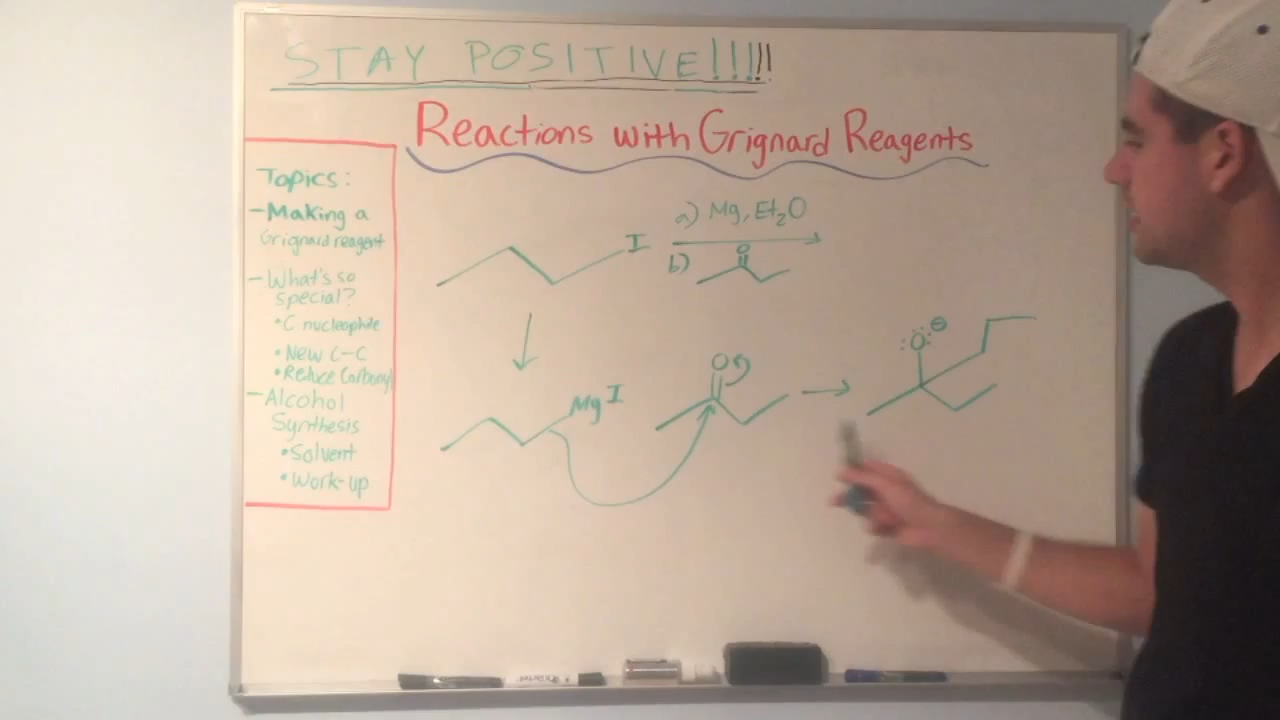 STAY POSITIVE!!!!!
Reactions with Grignard Reagents
Topics:
-Making a
Grignard reagent
-What's so
special?
•C nucleophile
•New C-C
•Reduce Carbonyl
-Alcohol
Synthesis
•Solvent
•Work-up
I
a) Mg, Et₂O
b)
O
MgI
O
:Ö:⊖